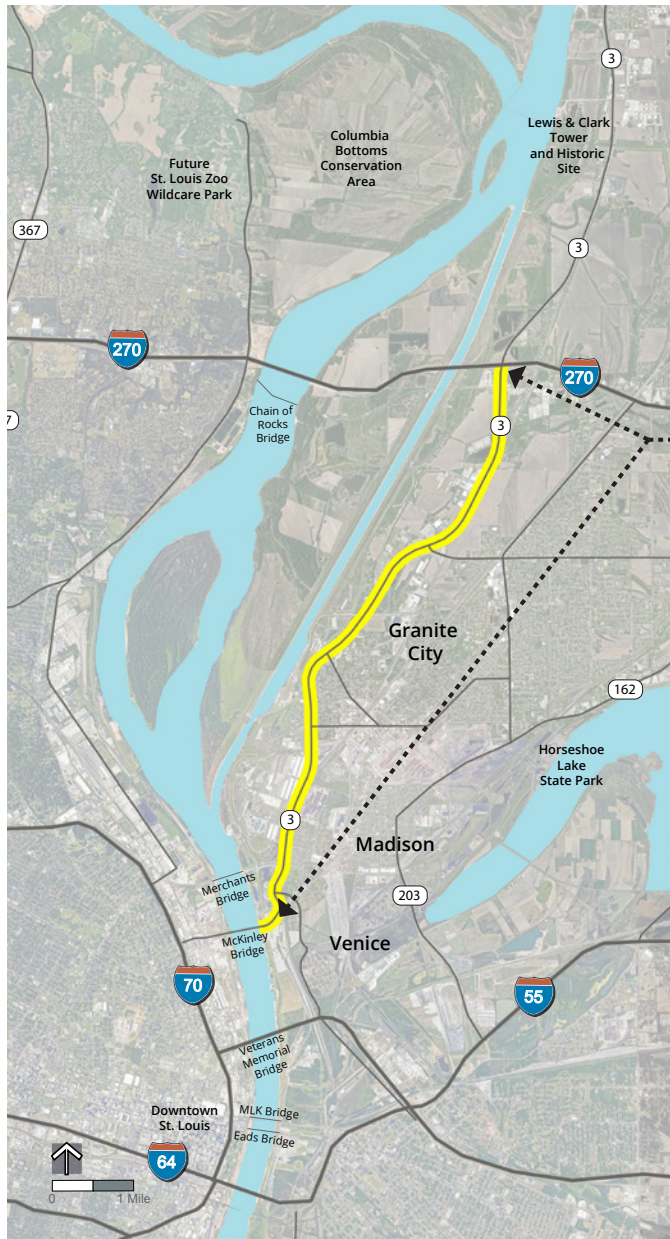 3
Columbia
Bottoms
Conservation
Area
Lewis & Clark
Tower
and Historic
Site
Future
St. Louis Zoo
Wildcare Park
367
3
270
270
Chain of
Rocks
Bridge
7
3
Granite
City
162
Horseshoe
Lake
State Park
3
Madison
Merchants
Bridge
203
McKinley
Bridge
Venice
70
55
Veterans
Memorial
Bridge
Downtown
St. Louis
MLK Bridge
Eads Bridge
64
0 1 Mile